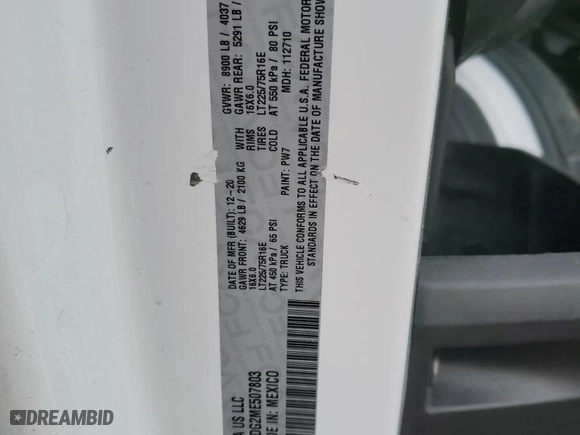 A US LLC
DATE OF MFR (BUILT): 12-20
GVWR: 8900 LB / 4037
GAWR FRONT: 4629 LB / 2100 KG WITH GAWR REAR: 5291 LB /
16X6.0 RIMS 16X6.0
LT225/75R16E TIRES LT225/75R16E
AT 450 kPa / 65 PSI COLD AT 550 kPa / 80 PSI
TYPE: TRUCK PAINT: PW7 MDH: 112710
THIS VEHICLE CONFORMS TO ALL APPLICABLE U.S.A. FEDERAL MOTOR
STANDARDS IN EFFECT ON THE DATE OF MANUFACTURE SHOW
DG2ME507803
DE IN: MEXICO
DREAMBID